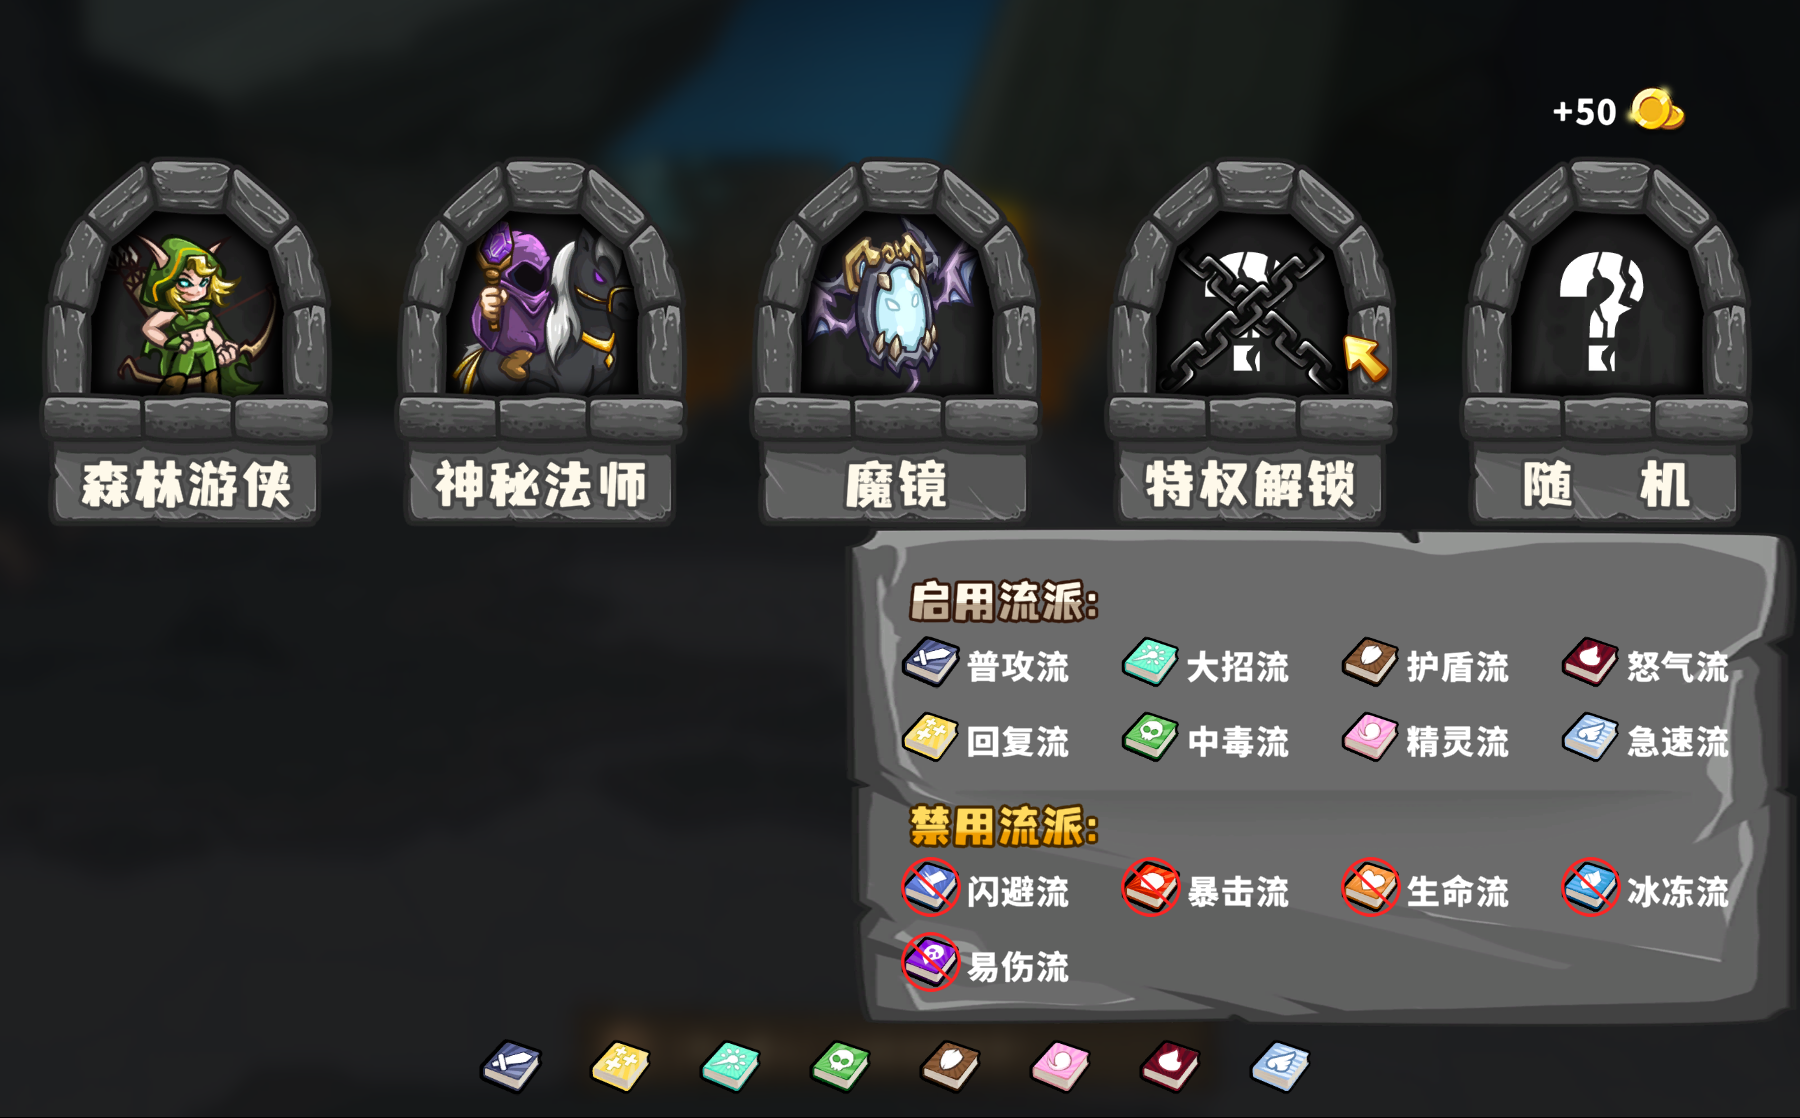 +50
森林游侠
神秘法师
魔镜
特权解锁
随 机
启用流派:
普攻流 大招流 护盾流 怒气流
回复流 中毒流 精灵流 急速流
禁用流派:
闪避流 暴击流 生命流 冰冻流
易伤流